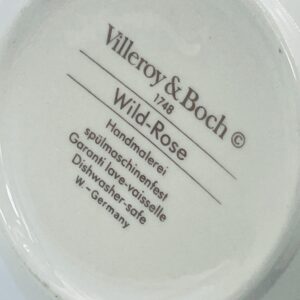 Villeroy & Boch ©
1748
Wild-Rose
Handmalerei
spülmaschinenfest
Garanti lave-vaisselle
Dishwasher-safe
W.-Germany